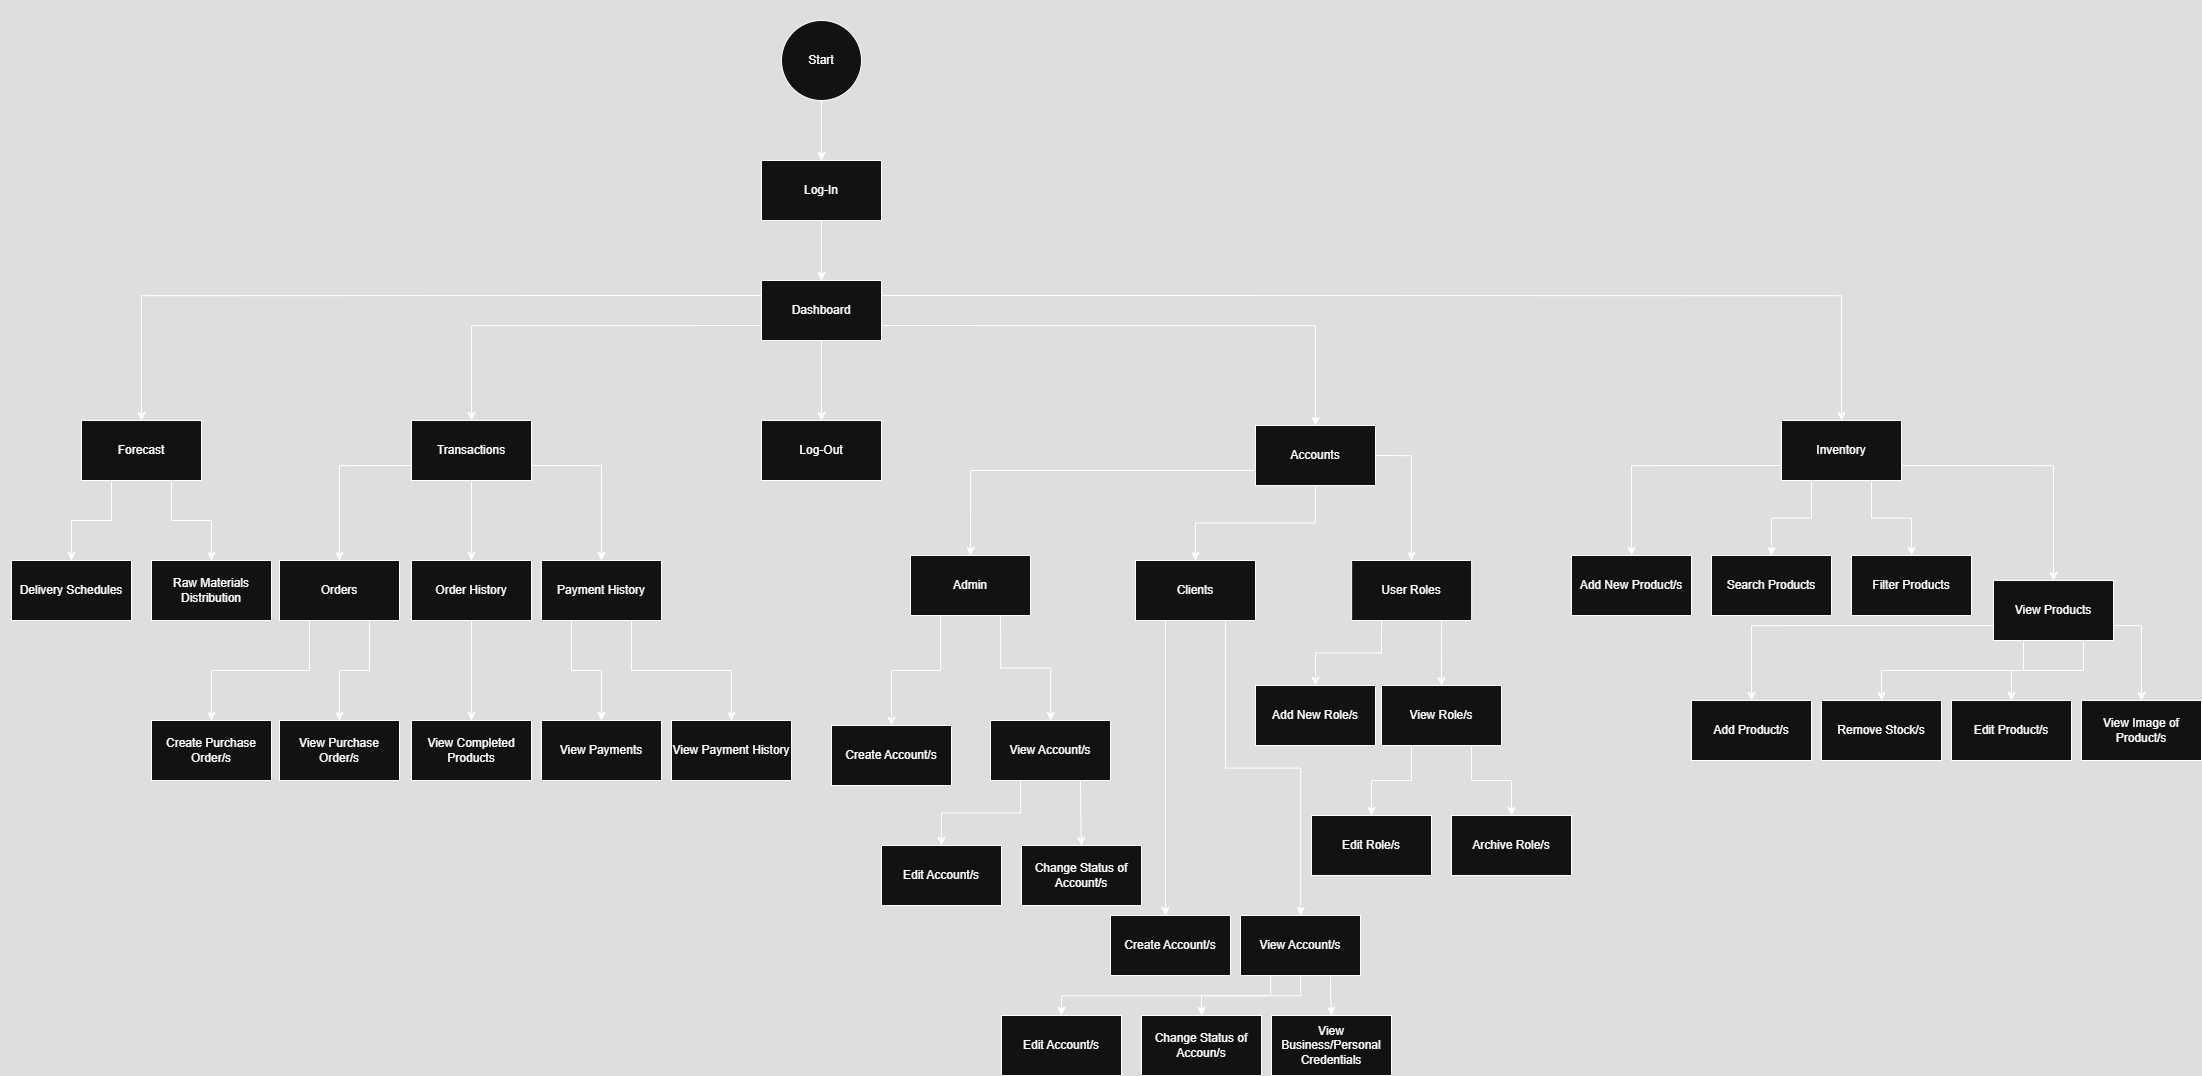 Start
Log-In
Dashboard
Forecast
Transactions
Log-Out
Accounts
Inventory
Delivery Schedules
Raw Materials
Distribution
Orders
Order History
Payment History
Admin
Clients
User Roles
Add New Product/s
Search Products
Filter Products
View Products
Create Purchase
Order/s
View Purchase
Order/s
View Completed
Products
View Payments
View Payment History
Create Account/s
View Account/s
Add New Role/s
View Role/s
Add Product/s
Remove Stock/s
Edit Product/s
View Image of
Product/s
Edit Account/s
Change Status of
Account/s
Edit Role/s
Archive Role/s
Create Account/s
View Account/s
Edit Account/s
Change Status of
Accoun/s
View
Business/Personal
Credentials